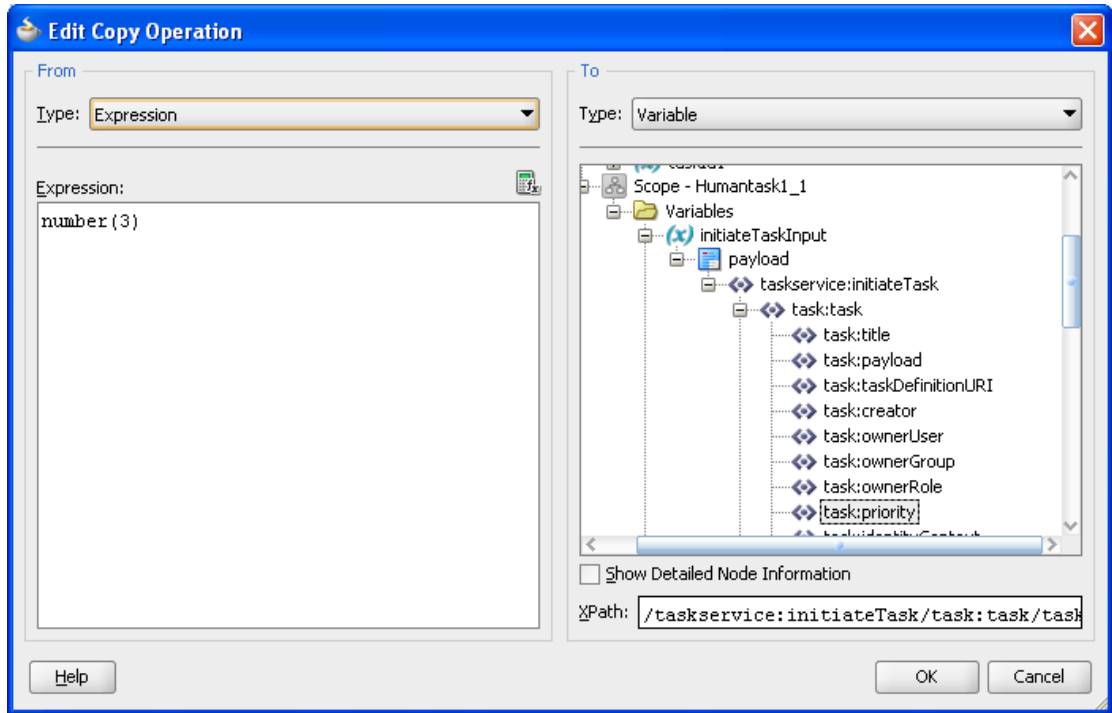 Edit Copy Operation
From
Type: Expression
Expression:
number(3)
To
Type: Variable
Scope - Humantask1_1
Variables
initiateTaskInput
payload
taskservice:initiateTask
task:task
task:title
task:payload
task:taskDefinitionURI
task:creator
task:ownerUser
task:ownerGroup
task:ownerRole
task:priority
Show Detailed Node Information
XPath: /taskservice:initiateTask/task:task/task
Help
OK
Cancel